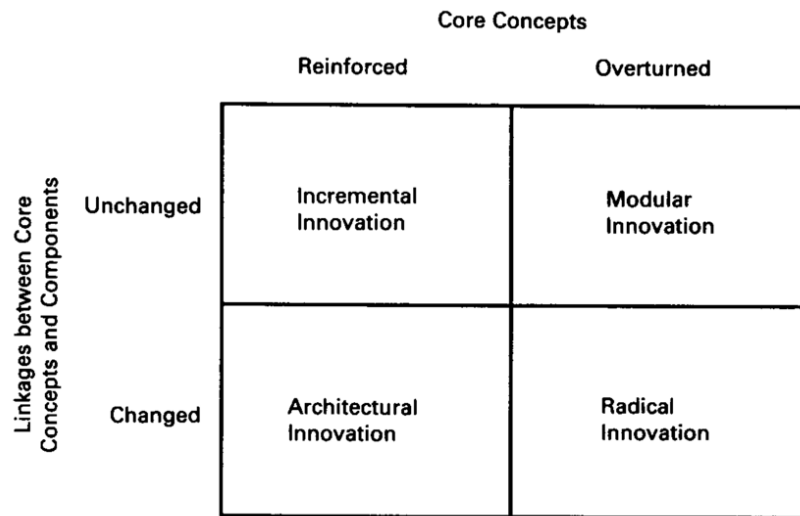 Core Concepts
Reinforced
Overturned
Linkages between Core
Concepts and Components
Unchanged
Incremental
Innovation
Modular
Innovation
Changed
Architectural
Innovation
Radical
Innovation